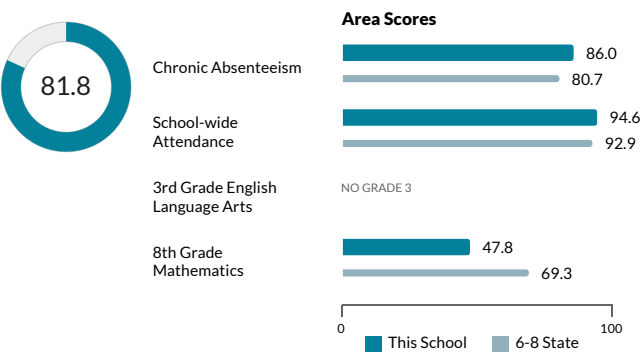 Area Scores
81.8
Chronic Absenteeism
86.0
80.7
School-wide
Attendance
94.6
92.9
3rd Grade English
Language Arts
NO GRADE 3
8th Grade
Mathematics
47.8
69.3
0
100
This School
6-8 State